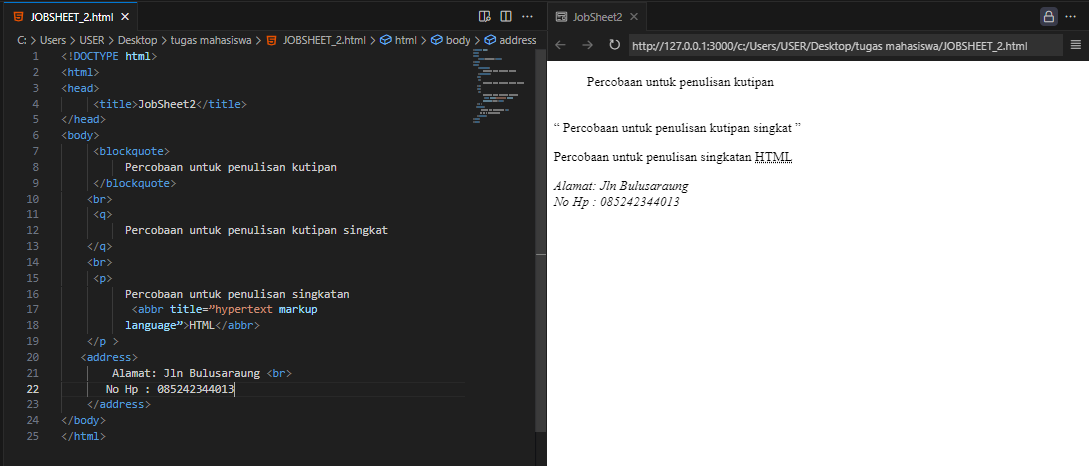 JOBSHEET_2.html
C: > Users > USER > Desktop > tugas mahasiswa > JOBSHEET_2.html > html > body > address
1 <!DOCTYPE html>
2 <html>
3 <head>
4 <title>JobSheet2</title>
5 </head>
6 <body>
7 <blockquote>
8 Percobaan untuk penulisan kutipan
9 </blockquote>
10 <br>
11 <q>
12 Percobaan untuk penulisan kutipan singkat
13 </q>
14 <br>
15 <p>
16 Percobaan untuk penulisan singkatan
17 <abbr title=”hypertext markup
18 language”>HTML</abbr>
19 </p >
20 <address>
21 Alamat: Jln Bulusaraung <br>
22 No Hp : 085242344013
23 </address>
24 </body>
25 </html>
JobSheet2
http://127.0.0.1:3000/c:/Users/USER/Desktop/tugas mahasiswa/JOBSHEET_2.html
Percobaan untuk penulisan kutipan
“ Percobaan untuk penulisan kutipan singkat ”
Percobaan untuk penulisan singkatan HTML
Alamat: Jln Bulusaraung
No Hp : 085242344013